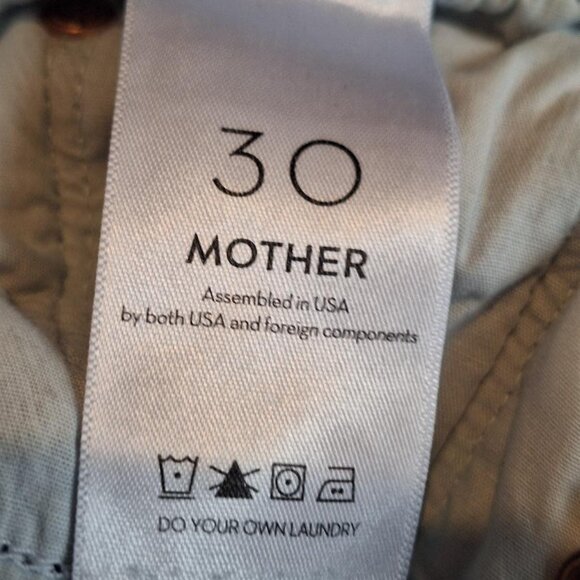 30
MOTHER
Assembled in USA
by both USA and foreign components
DO YOUR OWN LAUNDRY